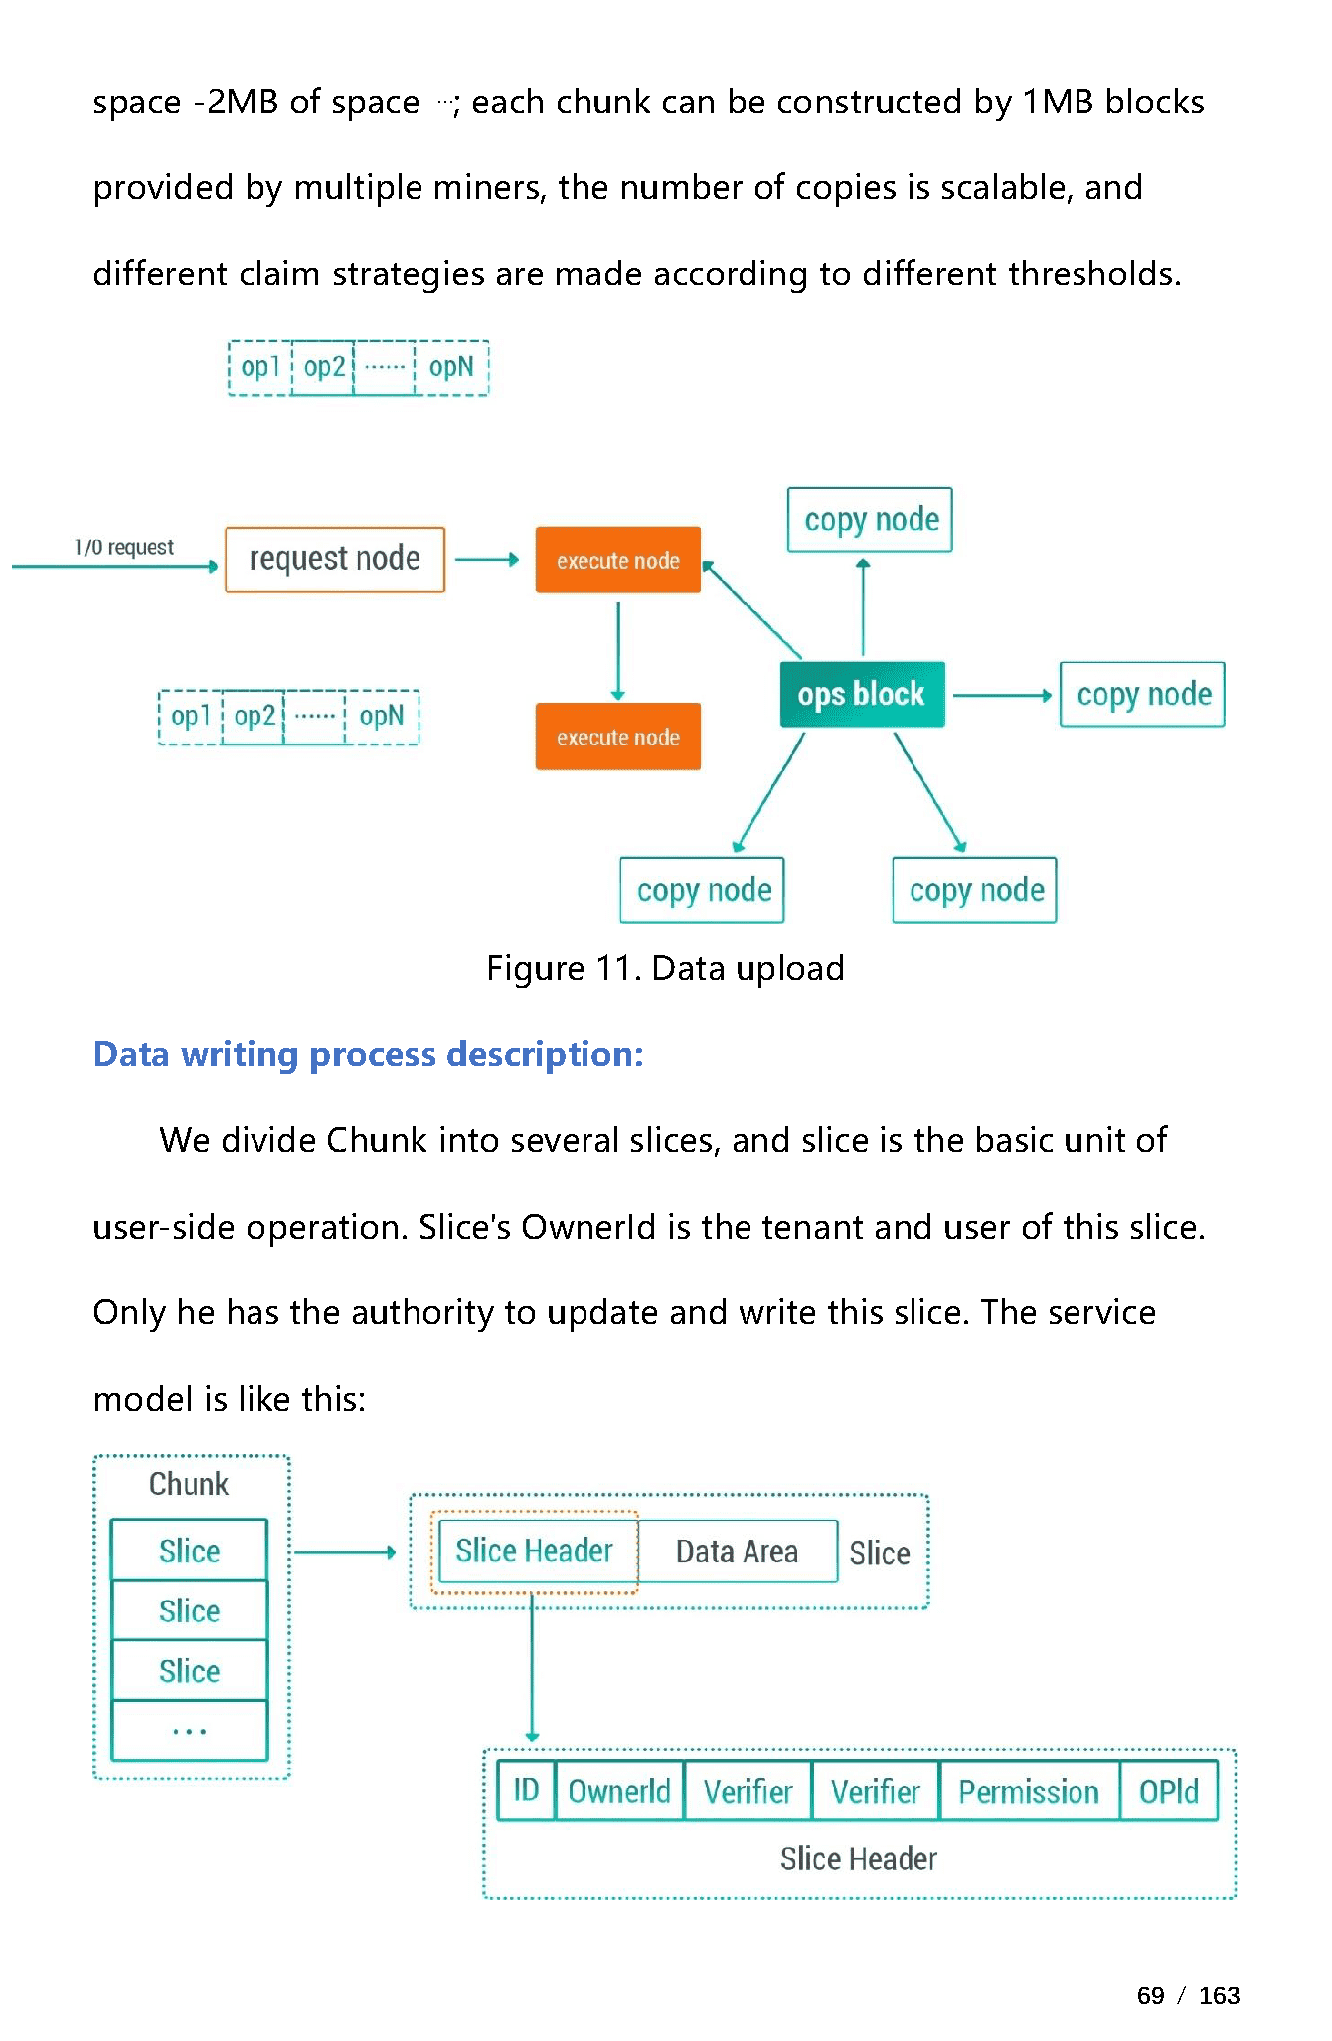 space -2MB of space ···; each chunk can be constructed by 1MB blocks
provided by multiple miners, the number of copies is scalable, and
different claim strategies are made according to different thresholds.
op1 op2 ······ opN
copy node
1/0 request
request node
execute node
ops block
copy node
op1 op2 ······ opN
execute node
copy node
copy node
Figure 11. Data upload
Data writing process description:
We divide Chunk into several slices, and slice is the basic unit of
user-side operation. Slice's OwnerId is the tenant and user of this slice.
Only he has the authority to update and write this slice. The service
model is like this:
Chunk
Slice
Slice
Slice
...
Slice Header Data Area Slice
ID OwnerId Verifier Verifier Permission OPId
Slice Header
69 / 163